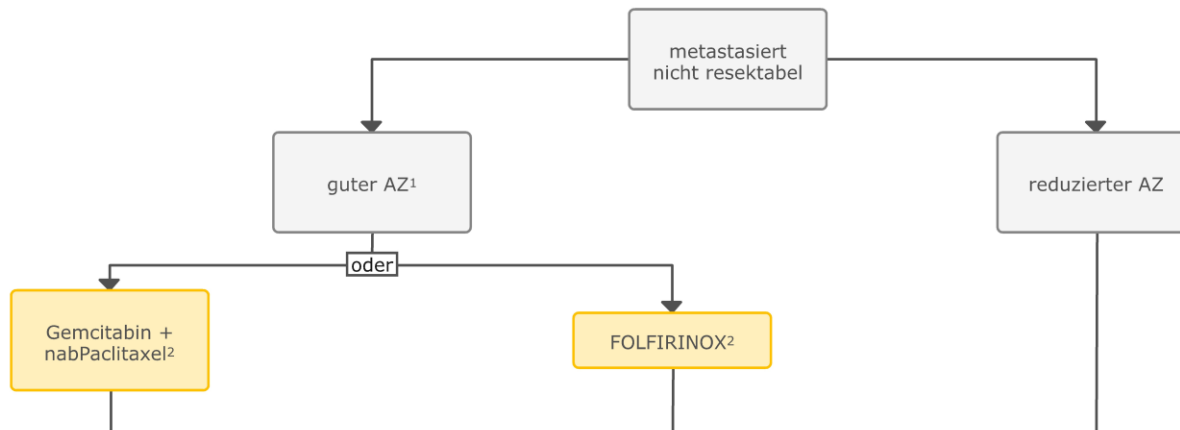 metastasiert
nicht resektabel
guter AZ¹
reduzierter AZ
oder
Gemcitabin +
nabPaclitaxel²
FOLFIRINOX²